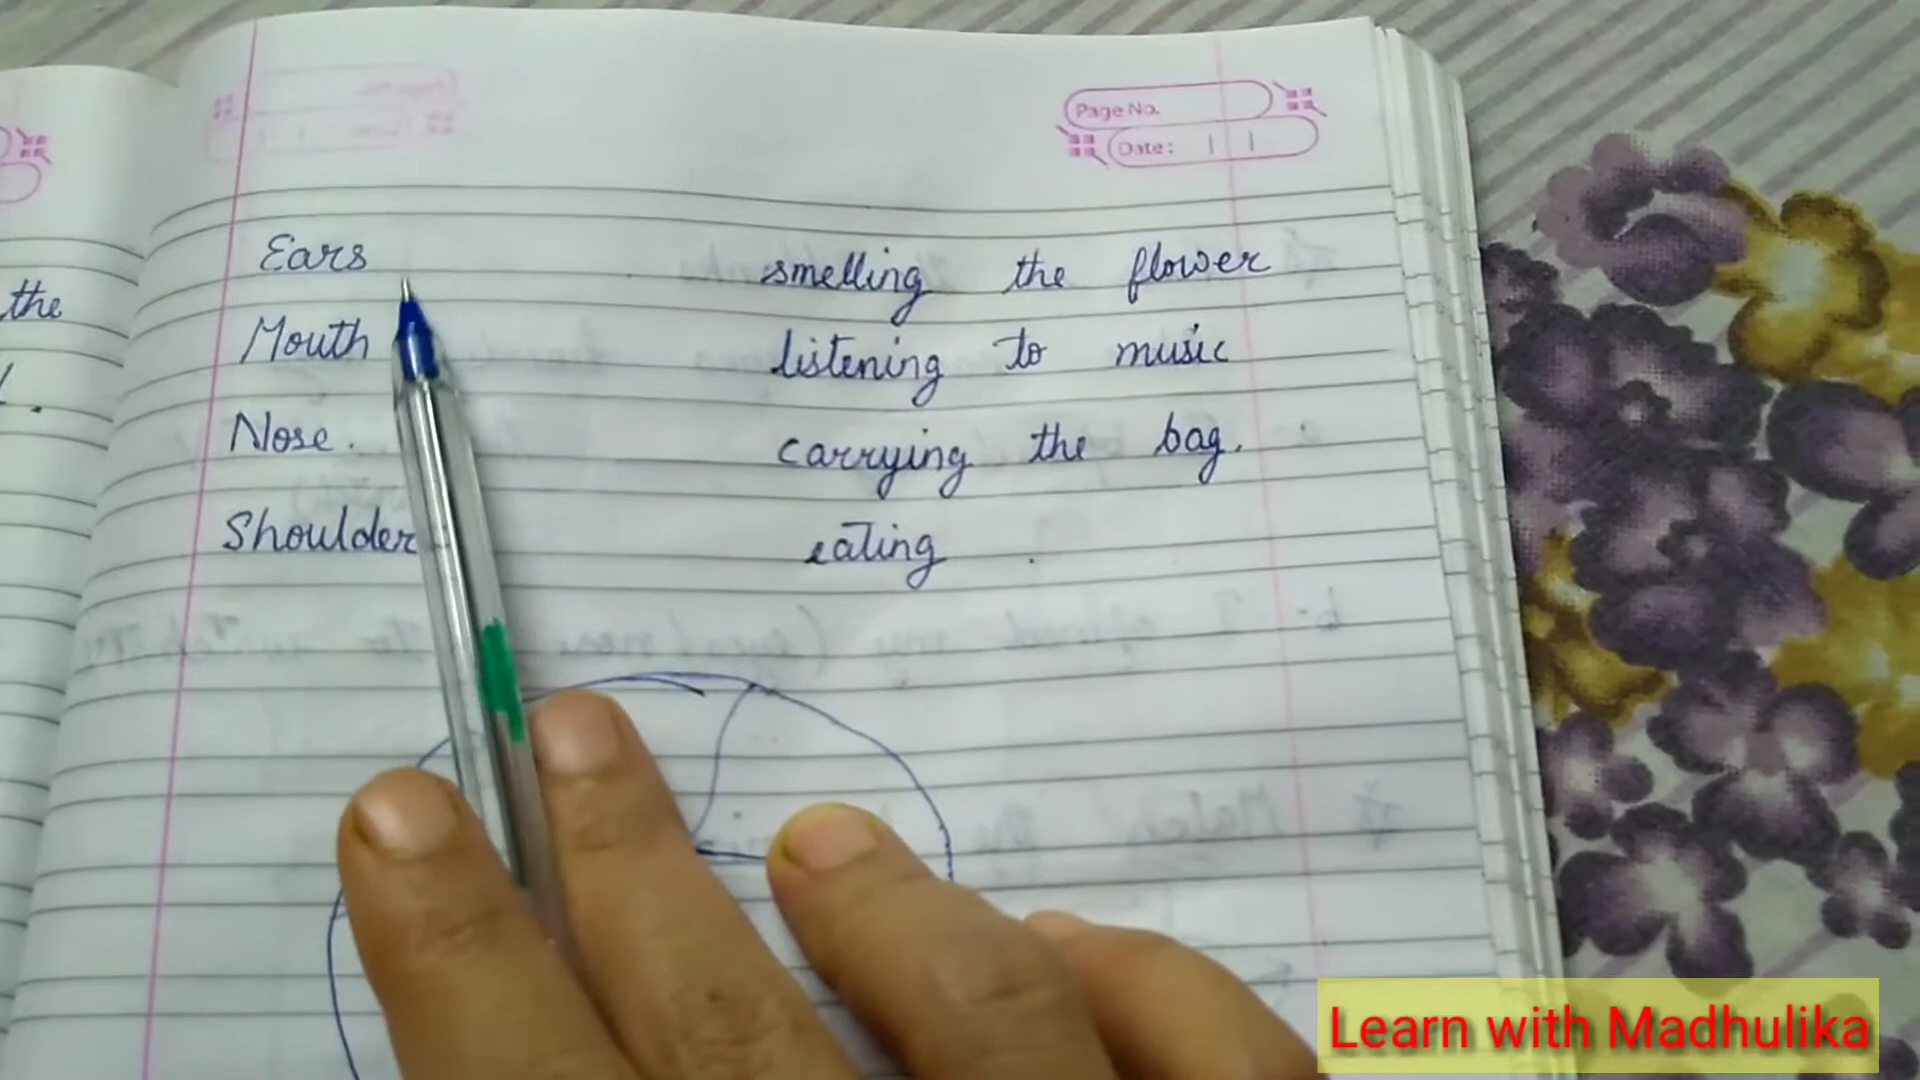 Page No.
Date:
the
Ears smelling the flower
Mouth listening to music
Nose. carrying the bag.
Shoulder eating
Learn with Madhulika